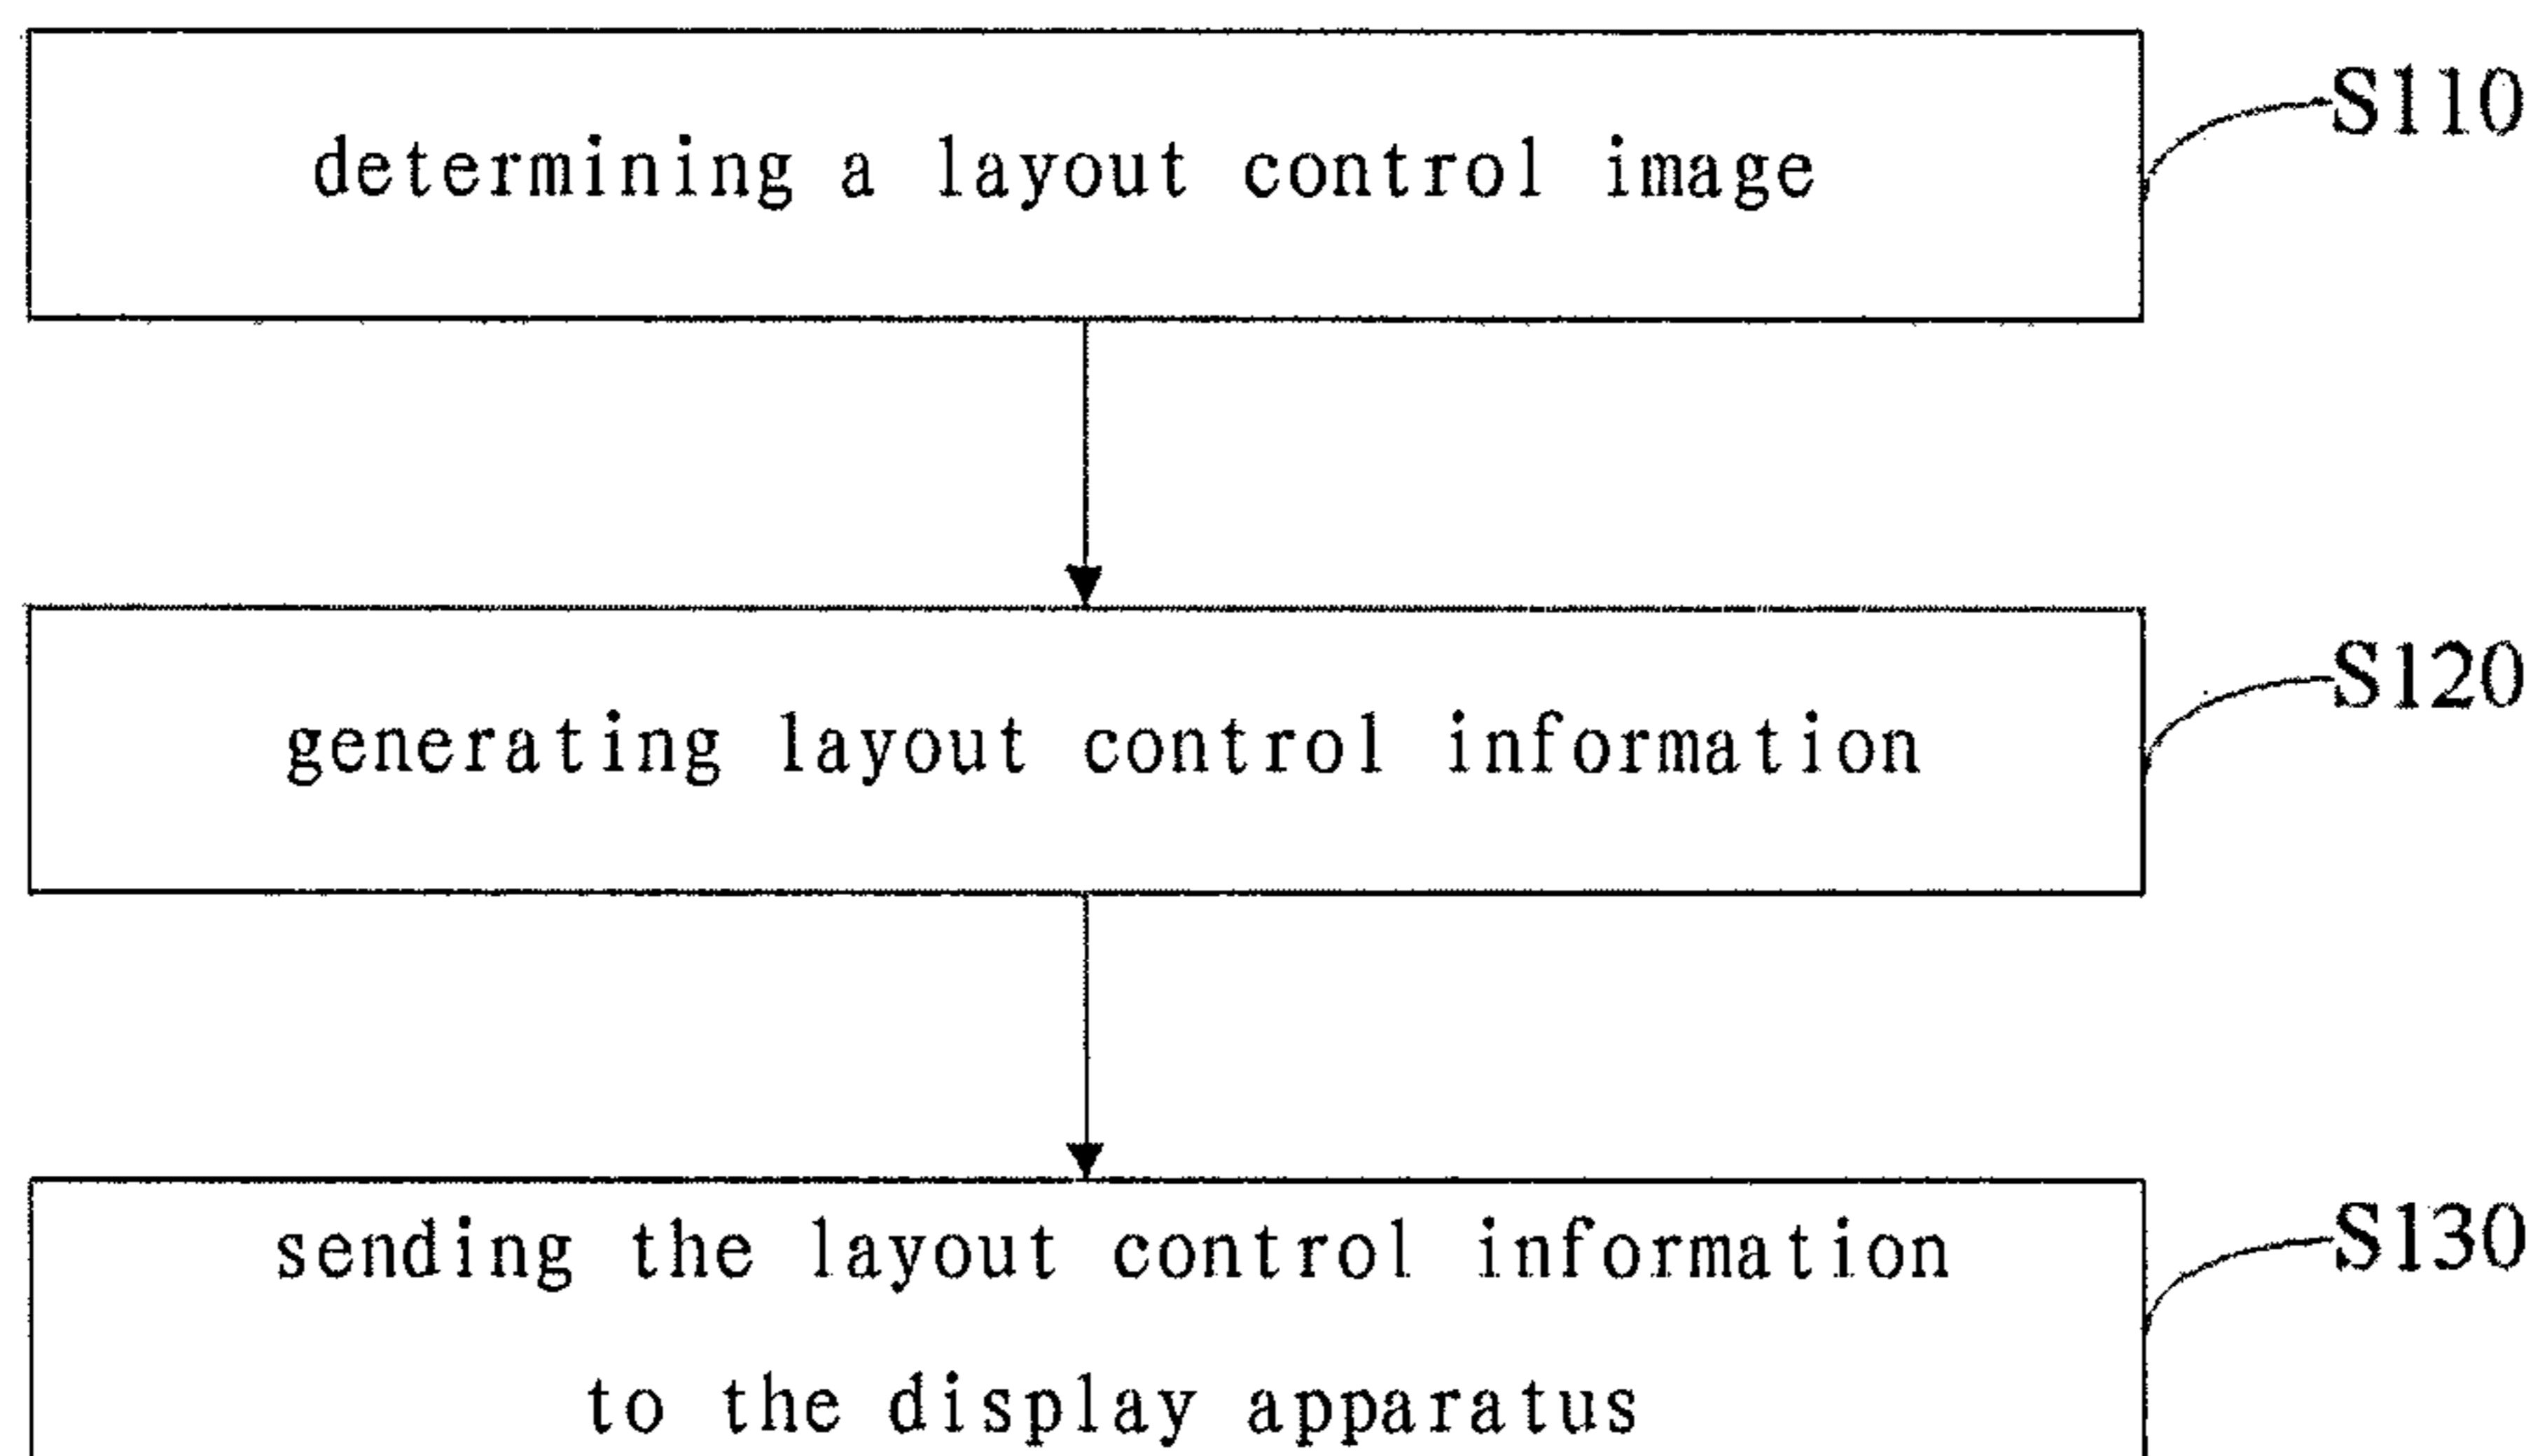 determining a layout control image
S110
generating layout control information
S120
sending the layout control information
to the display apparatus
S130